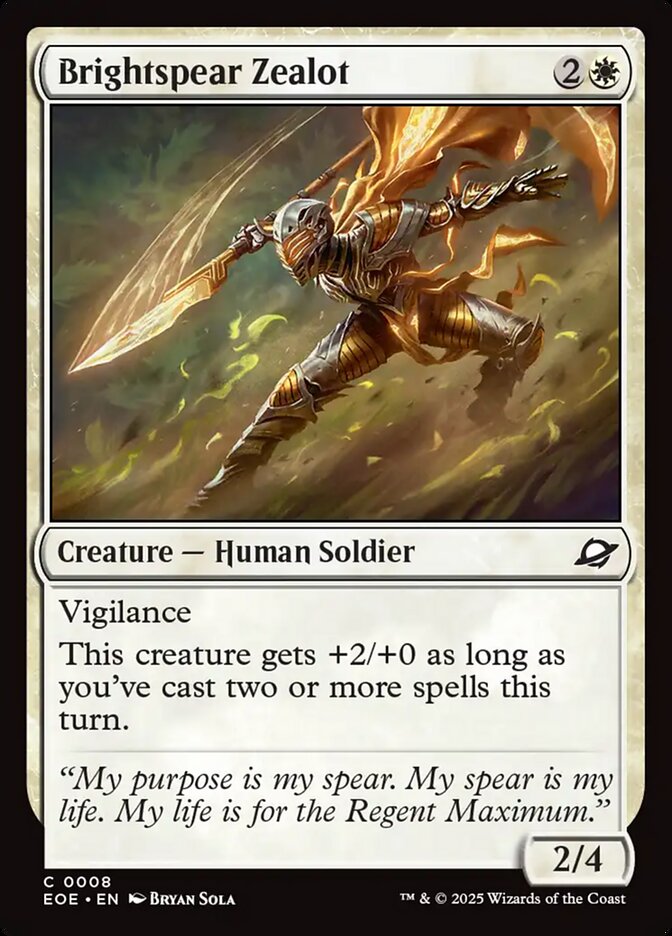 Brightspear Zealot 2
Creature — Human Soldier
Vigilance
This creature gets +2/+0 as long as
you've cast two or more spells this
turn.
“My purpose is my spear. My spear is my
life. My life is for the Regent Maximum.”
2/4
C 0008
EOE • EN BRYAN SOLA
™ & © 2025 Wizards of the Coast